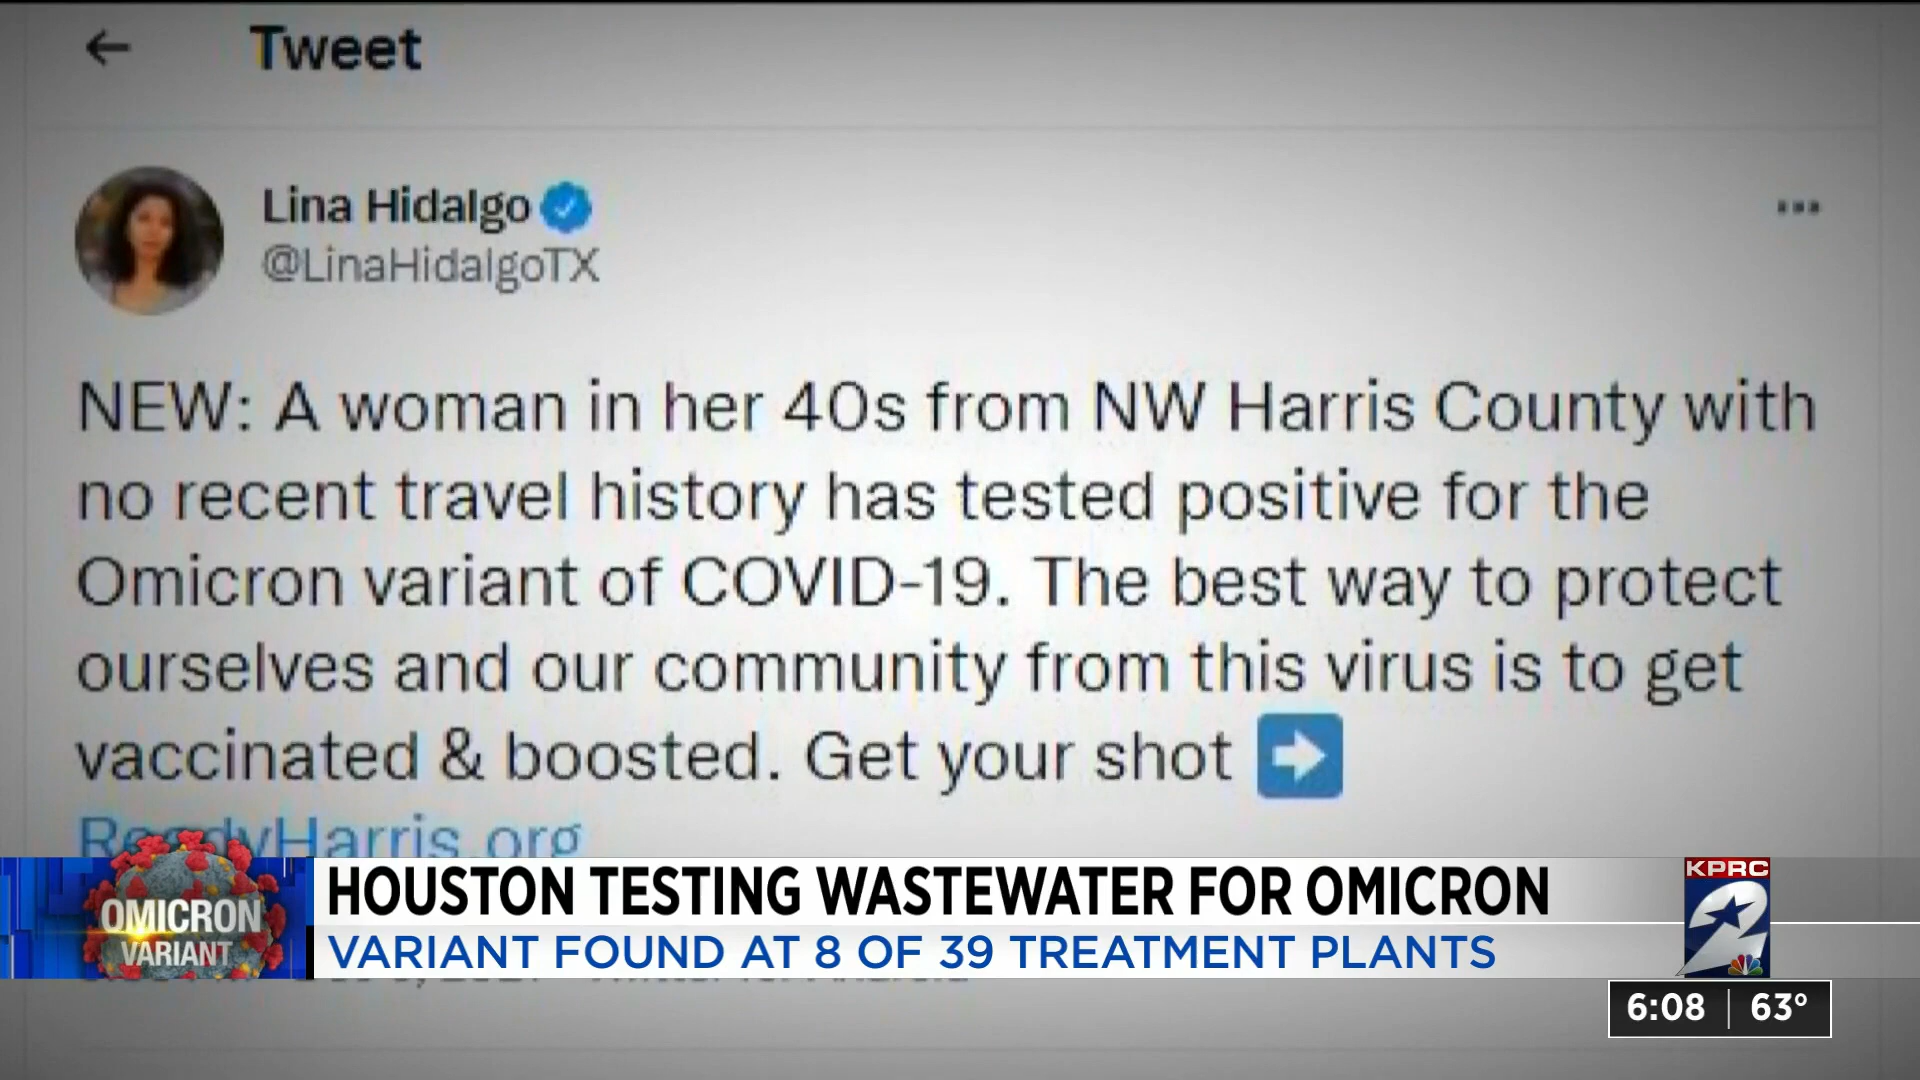 ← Tweet
Lina Hidalgo
@LinaHidalgoTX
NEW: A woman in her 40s from NW Harris County with
no recent travel history has tested positive for the
Omicron variant of COVID-19. The best way to protect
ourselves and our community from this virus is to get
vaccinated & boosted. Get your shot ➡
ReadyHarris.org
OMICRON
VARIANT
HOUSTON TESTING WASTEWATER FOR OMICRON
VARIANT FOUND AT 8 OF 39 TREATMENT PLANTS
KPRC
2
6:08 | 63°